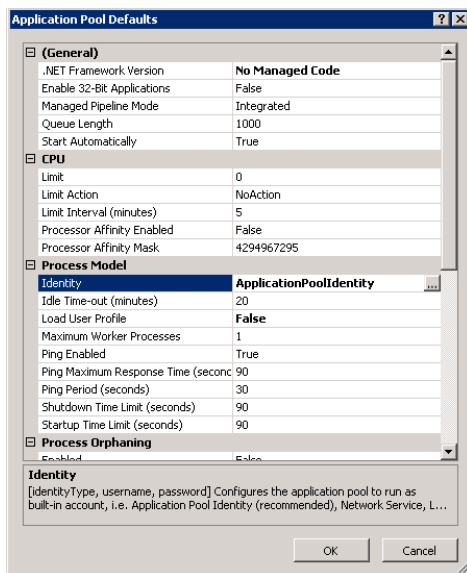 Application Pool Defaults
(General)
.NET Framework Version No Managed Code
Enable 32-Bit Applications False
Managed Pipeline Mode Integrated
Queue Length 1000
Start Automatically True
CPU
Limit 0
Limit Action NoAction
Limit Interval (minutes) 5
Processor Affinity Enabled False
Processor Affinity Mask 4294967295
Process Model
Identity ApplicationPoolIdentity ...
Idle Time-out (minutes) 20
Load User Profile False
Maximum Worker Processes 1
Ping Enabled True
Ping Maximum Response Time (secon 90
Ping Period (seconds) 30
Shutdown Time Limit (seconds) 90
Startup Time Limit (seconds) 90
Process Orphaning
Enabled False
Identity
[identityType, username, password] Configures the application pool to run as
built-in account, i.e. Application Pool Identity (recommended), Network Service, L...
OK Cancel